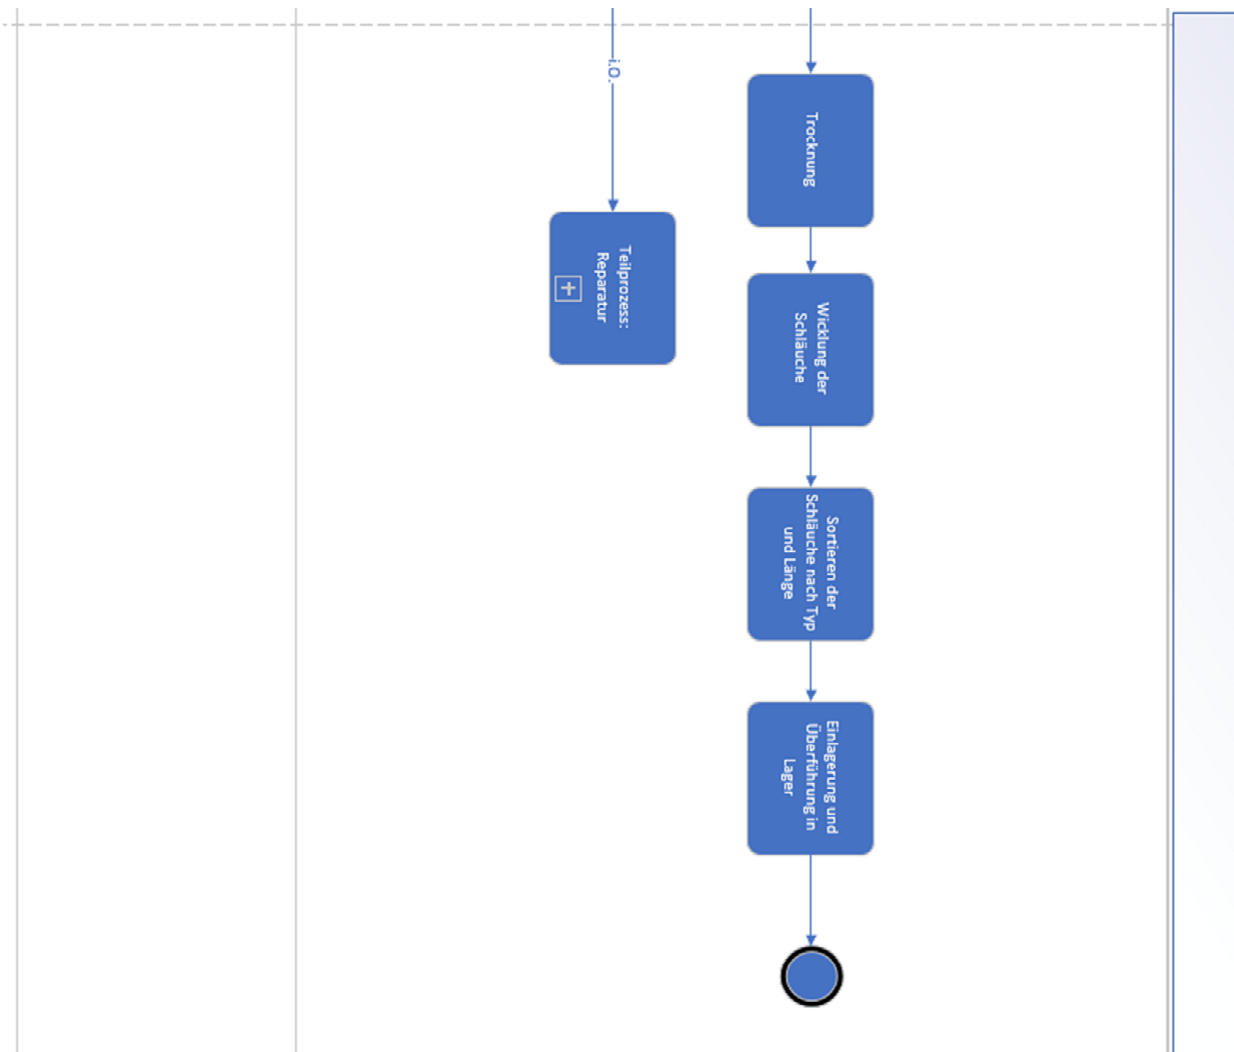 Trocknung
Wicklung der
Schläuche
Sortieren der
Schläuche nach Typ
und Länge
Einlagerung und
Überführung in
Lager
i.O.
Teilprozess:
Reparatur